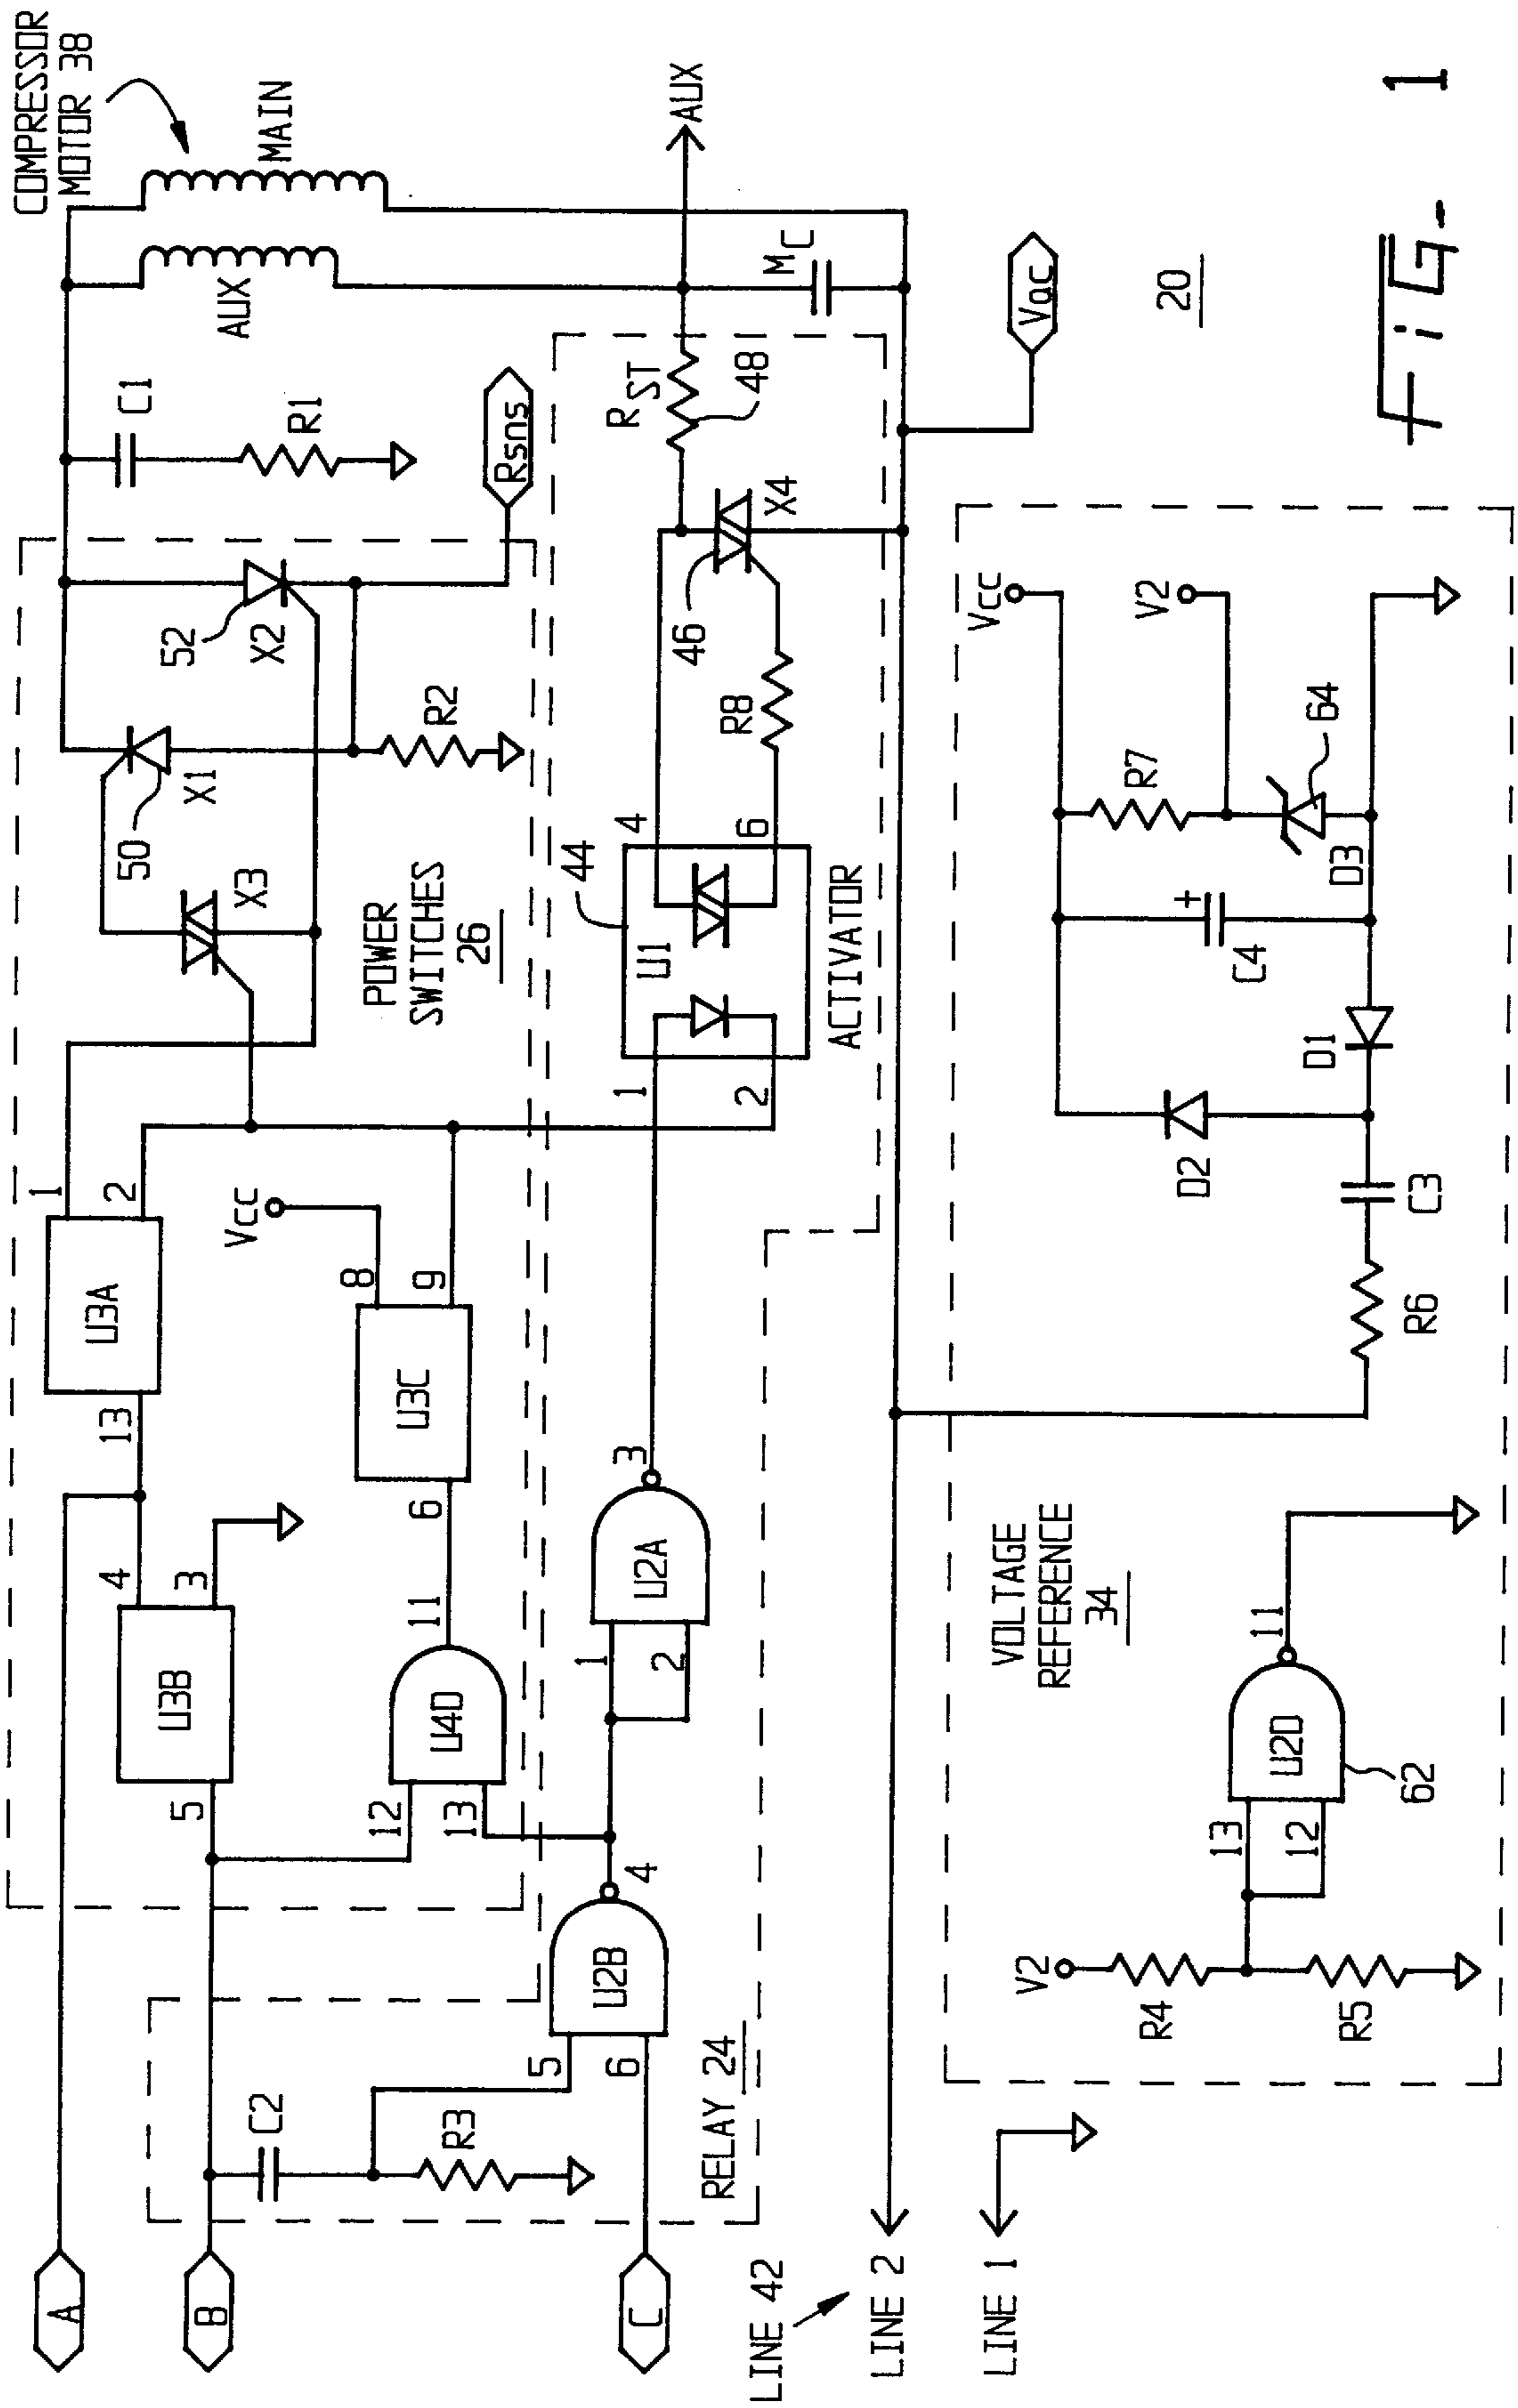 COMPRESSOR
MOTOR 38
MAIN
AUX
C1
R1
Rsns
52
X2
50
X1
R2
X3
POWER
SWITCHES
26
1
2
U3A
13
Vcc
8
9
U3C
6
4
3
U3B
5
11
U4D
12
13
A
B
C
C2
R3
RELAY 24
5
6
U2B
4
1
2
U2A
3
1
2
U1
44
4
6
ACTIVATOR
R8
46
X4
RST
48
AUX
MC
Vac
20
LINE 42
LINE 2
LINE 1
VOLTAGE
REFERENCE
34
V2
R4
R5
13
12
U2D
62
11
R6
C3
D2
D1
C4
+
D3
R7
64
Vcc
V2
FiG- 1